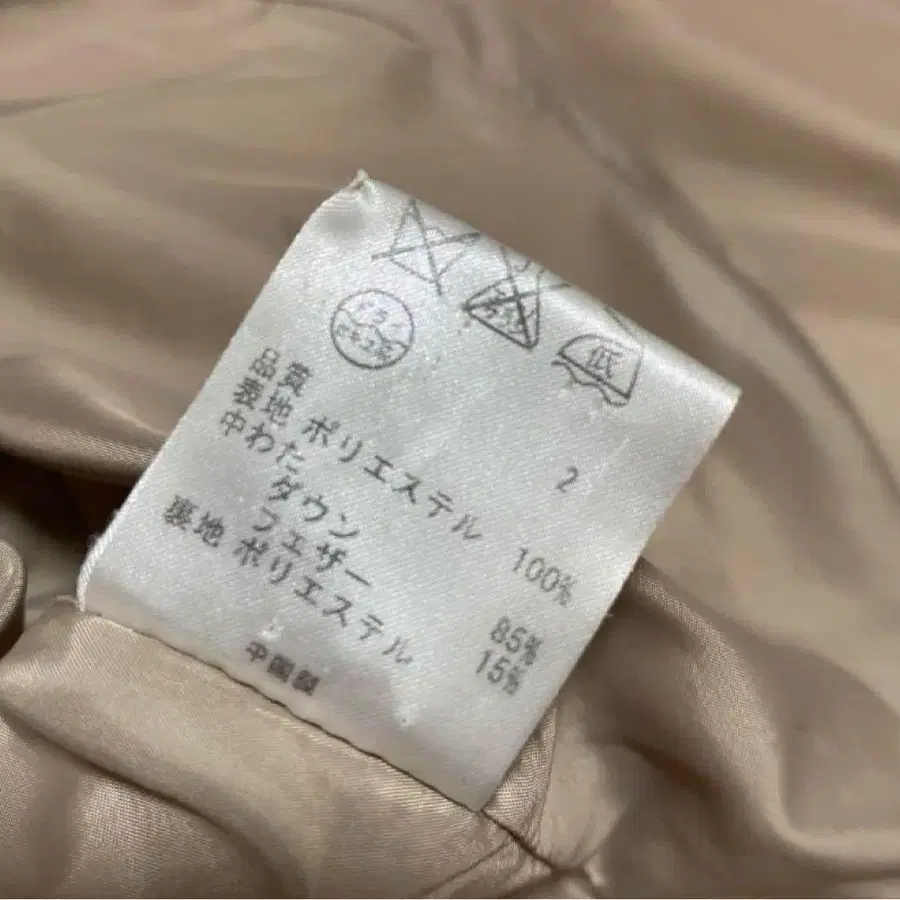 低
2
品質
表地 ポリエステル 100%
中わた
ダウン 85%
フェザー 15%
裏地 ポリエステル
中国製